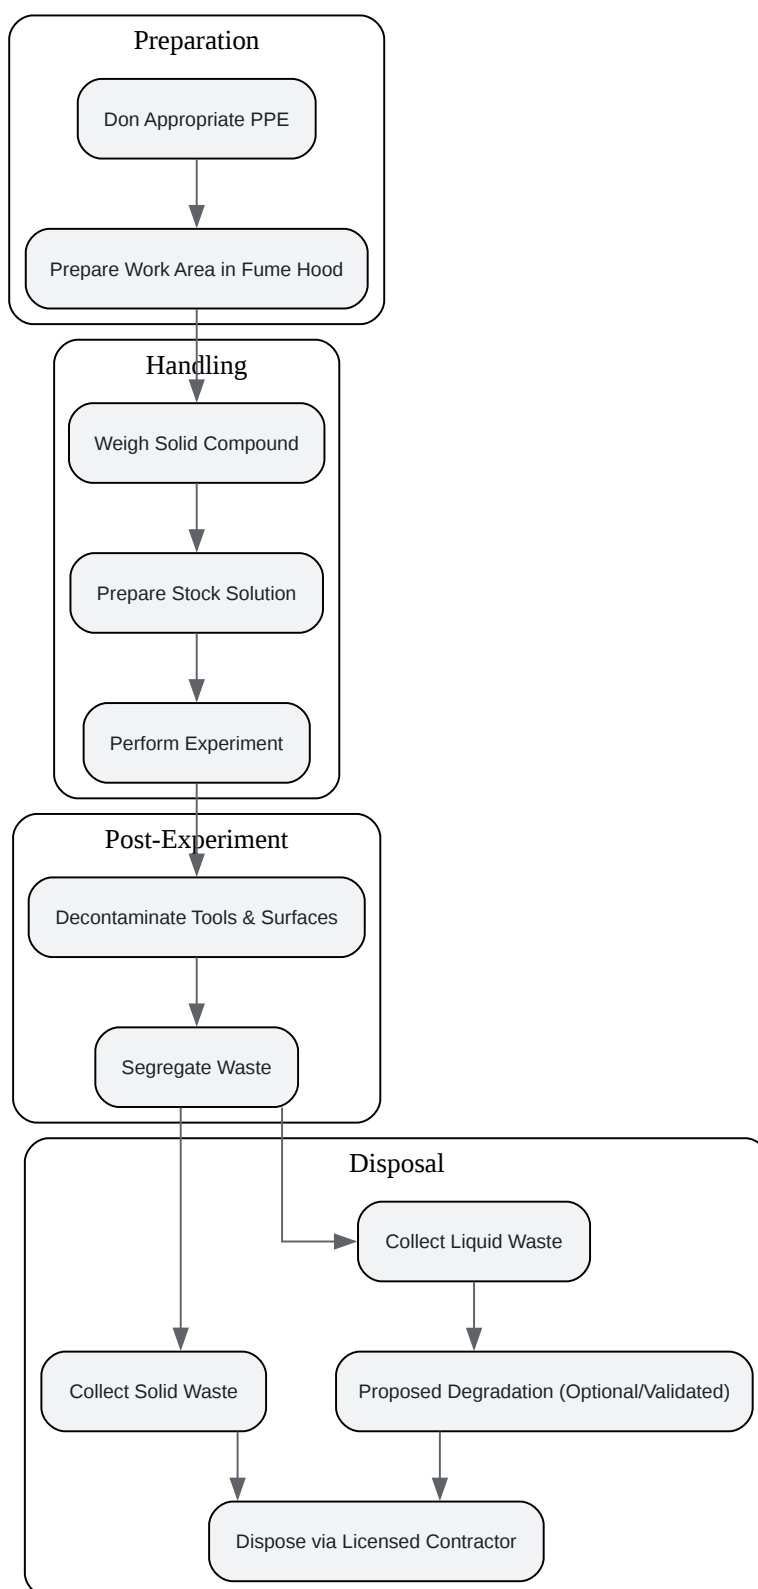 Preparation
Don Appropriate PPE
Prepare Work Area in Fume Hood
Handling
Weigh Solid Compound
Prepare Stock Solution
Perform Experiment
Post-Experiment
Decontaminate Tools & Surfaces
Segregate Waste
Disposal
Collect Liquid Waste
Collect Solid Waste
Proposed Degradation (Optional/Validated)
Dispose via Licensed Contractor